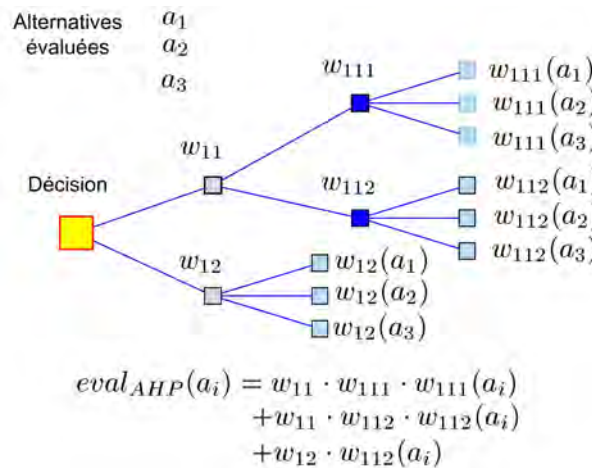 Alternatives
évaluées
a₁
a₂
a₃
w₁₁₁
w₁₁₁(a₁)
w₁₁₁(a₂)
w₁₁₁(a₃)
w₁₁
Décision
w₁₁₂
w₁₁₂(a₁)
w₁₁₂(a₂)
w₁₁₂(a₃)
w₁₂
w₁₂(a₁)
w₁₂(a₂)
w₁₂(a₃)
eval_AHP(aᵢ) = w₁₁ · w₁₁₁ · w₁₁₁(aᵢ)
+w₁₁ · w₁₁₂ · w₁₁₂(aᵢ)
+w₁₂ · w₁₁₂(aᵢ)